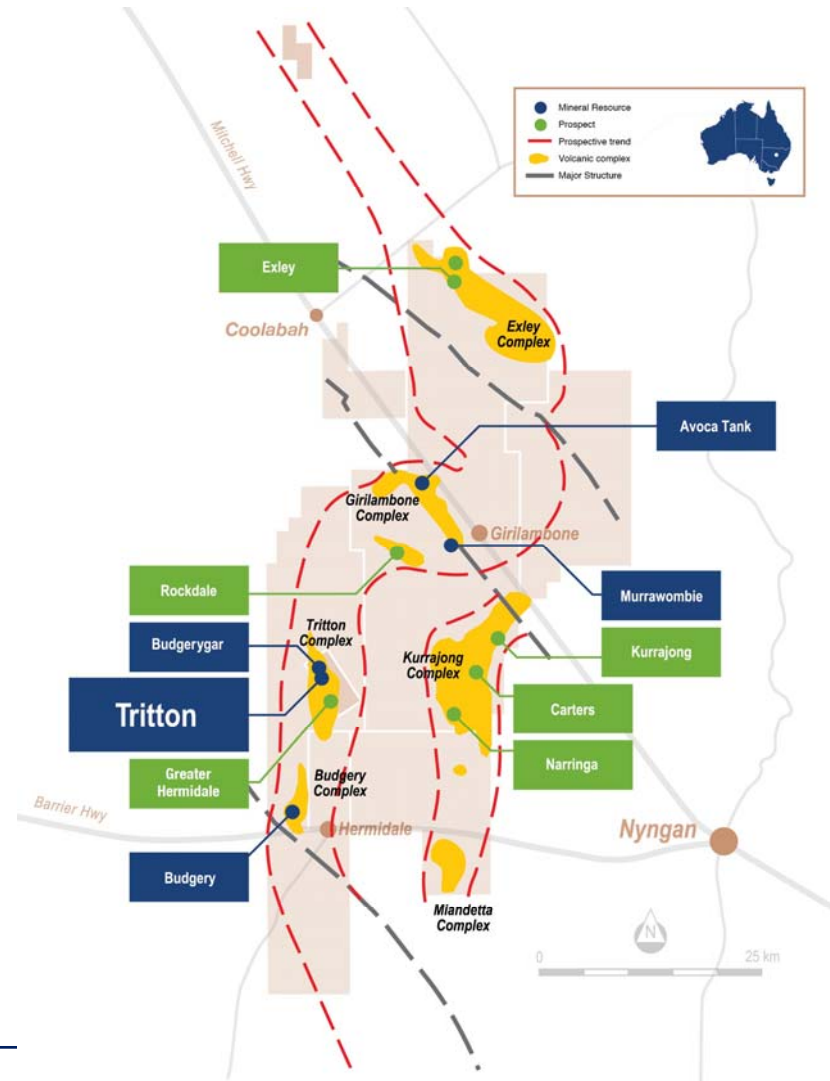 Mitchell Hwy
Mineral Resource
Prospect
Prospective trend
Volcanic complex
Major Structure
Exley
Coolabah
Exley
Complex
Avoca Tank
Girilambone
Complex
Girilambone
Rockdale
Murrawombie
Budgerygar
Tritton
Complex
Kurrajong
Complex
Kurrajong
Tritton
Carters
Narringa
Greater
Hermidale
Budgery
Complex
Barrier Hwy
Hermidale
Nyngan
Budgery
Miandetta
Complex
N
0
25 km